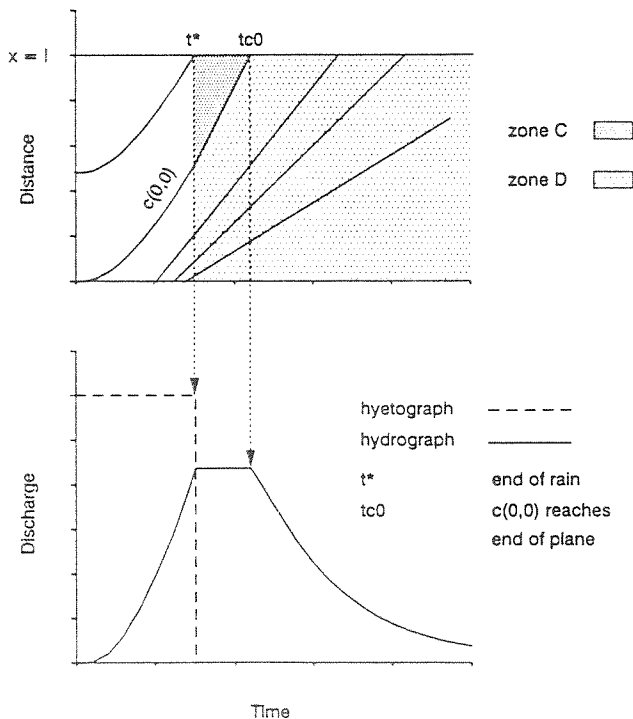 t* tc0
x = l
Distance
c(0,0)
zone C
zone D
Discharge
hyetograph
hydrograph
t* end of rain
tc0 c(0,0) reaches
end of plane
Time